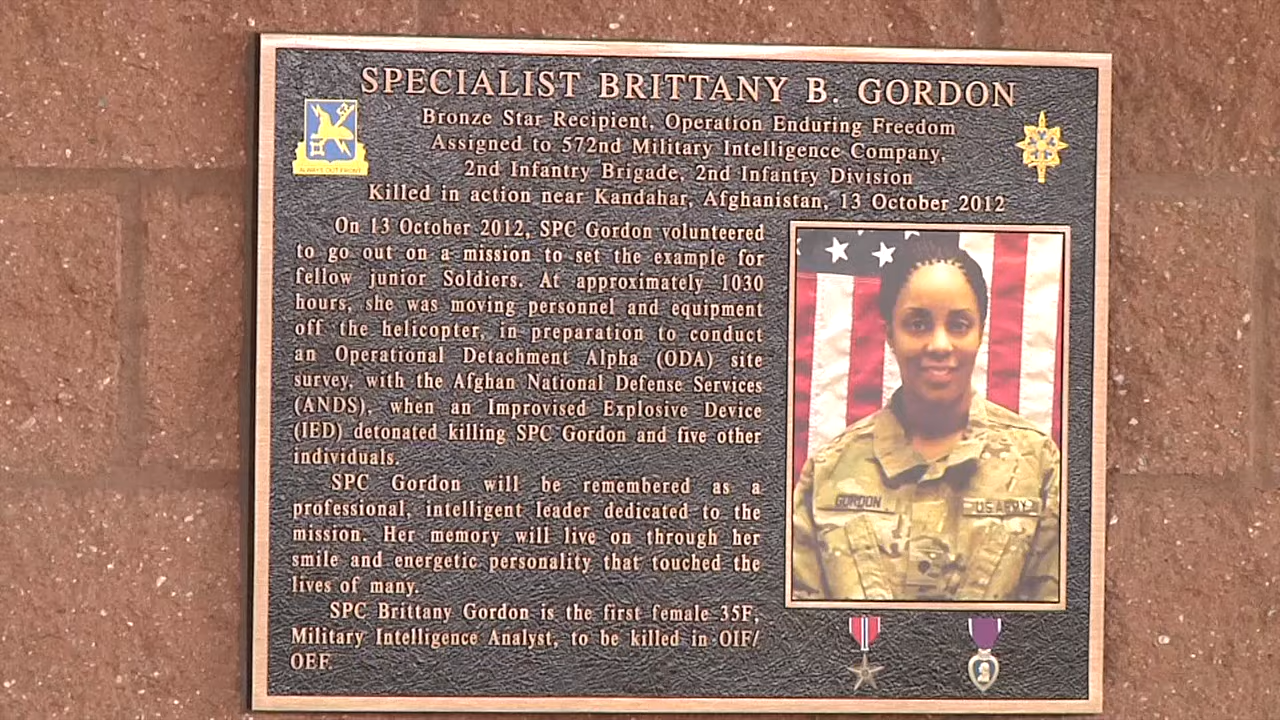 SPECIALIST BRITTANY B. GORDON
Bronze Star Recipient, Operation Enduring Freedom
Assigned to 572nd Military Intelligence Company,
2nd Infantry Brigade, 2nd Infantry Division
Killed in action near Kandahar, Afghanistan, 13 October 2012
ALWAYS OUT FRONT
On 13 October 2012, SPC Gordon volunteered
to go out on a mission to set the example for
fellow junior Soldiers. At approximately 1030
hours, she was moving personnel and equipment
off the helicopter, in preparation to conduct
an Operational Detachment Alpha (ODA) site
survey, with the Afghan National Defense Services
(ANDS), when an Improvised Explosive Device
(IED) detonated killing SPC Gordon and five other
individuals.
SPC Gordon will be remembered as a
professional, intelligent leader dedicated to the
mission. Her memory will live on through her
smile and energetic personality that touched the
lives of many.
SPC Brittany Gordon is the first female 35F,
Military Intelligence Analyst, to be killed in OIF/
OEF.
GORDON
U.S. ARMY